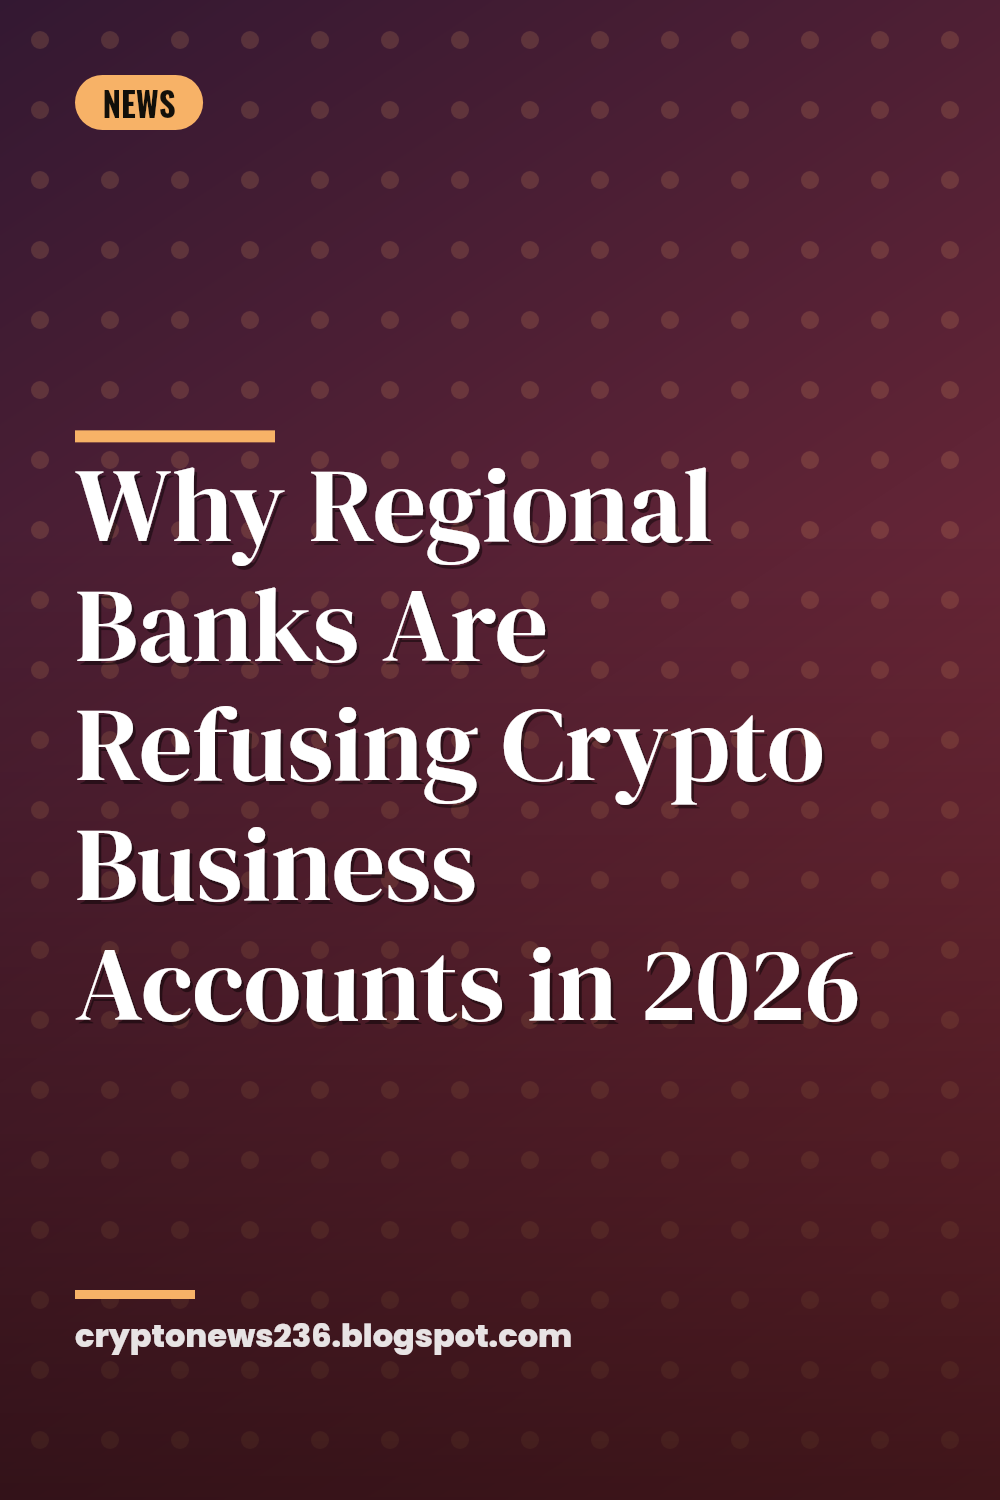 NEWS
Why Regional
Banks Are
Refusing Crypto
Business
Accounts in 2026
cryptonews236.blogspot.com